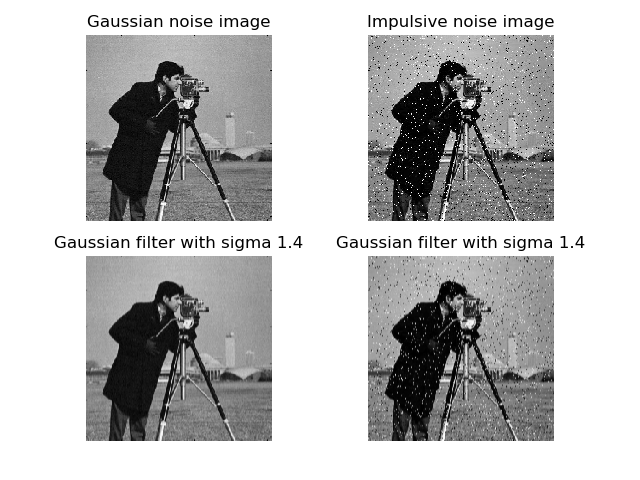 Gaussian noise image
Impulsive noise image
Gaussian filter with sigma 1.4
Gaussian filter with sigma 1.4